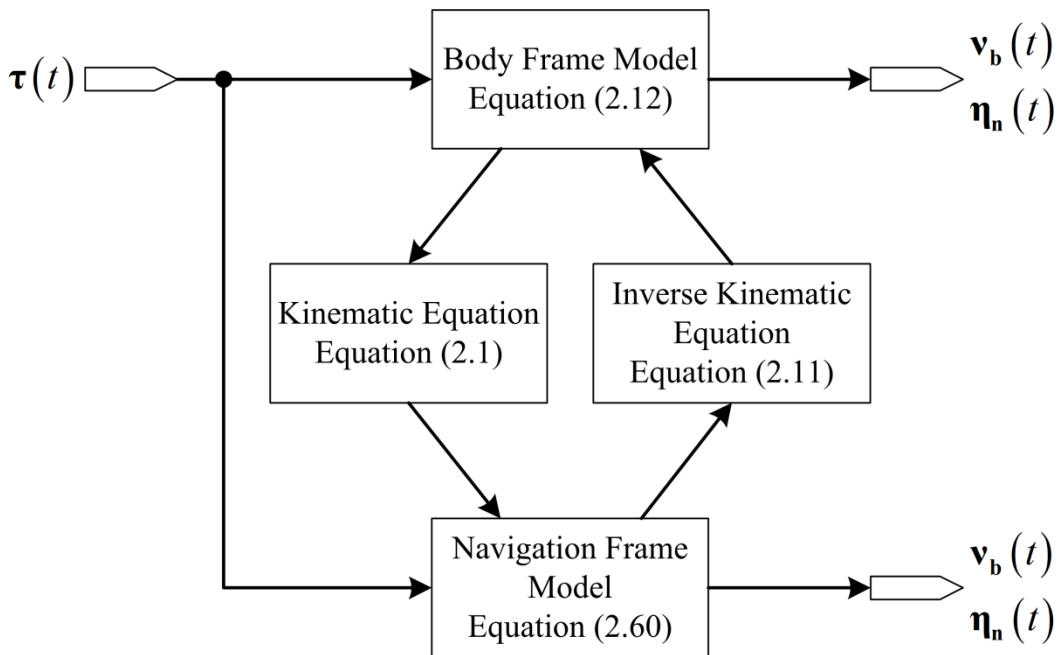 τ(t)
Body Frame Model
Equation (2.12)
ν_b(t)
η_n(t)
Kinematic Equation
Equation (2.1)
Inverse Kinematic
Equation
Equation (2.11)
Navigation Frame
Model
Equation (2.60)
ν_b(t)
η_n(t)